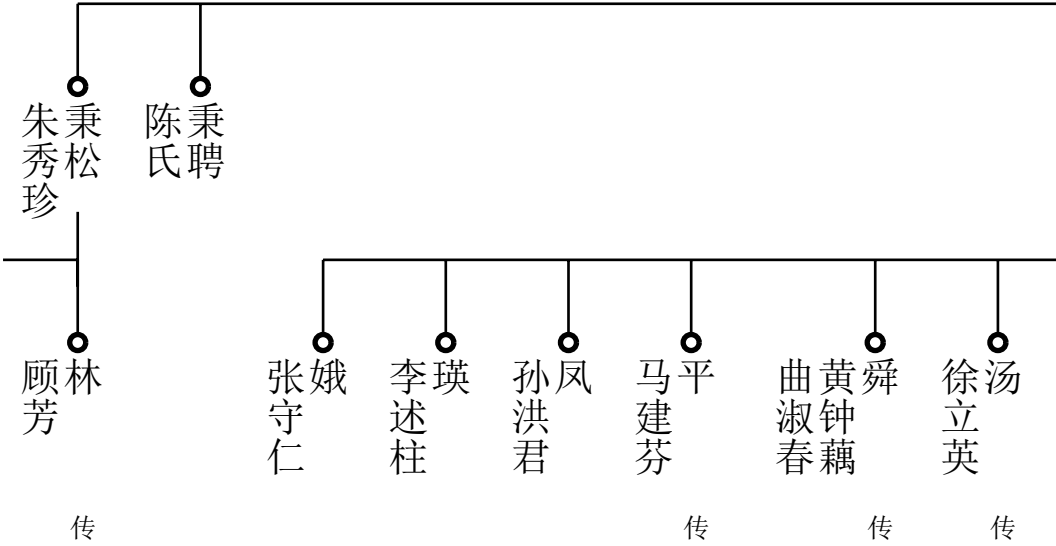 秉聘
陈氏
秉松
朱秀珍
汤
徐立英
舜
黄钟藕
曲淑春
平
马建芬
凤
孙洪君
瑛
李述柱
娥
张守仁
林
顾芳
传
传
传
传